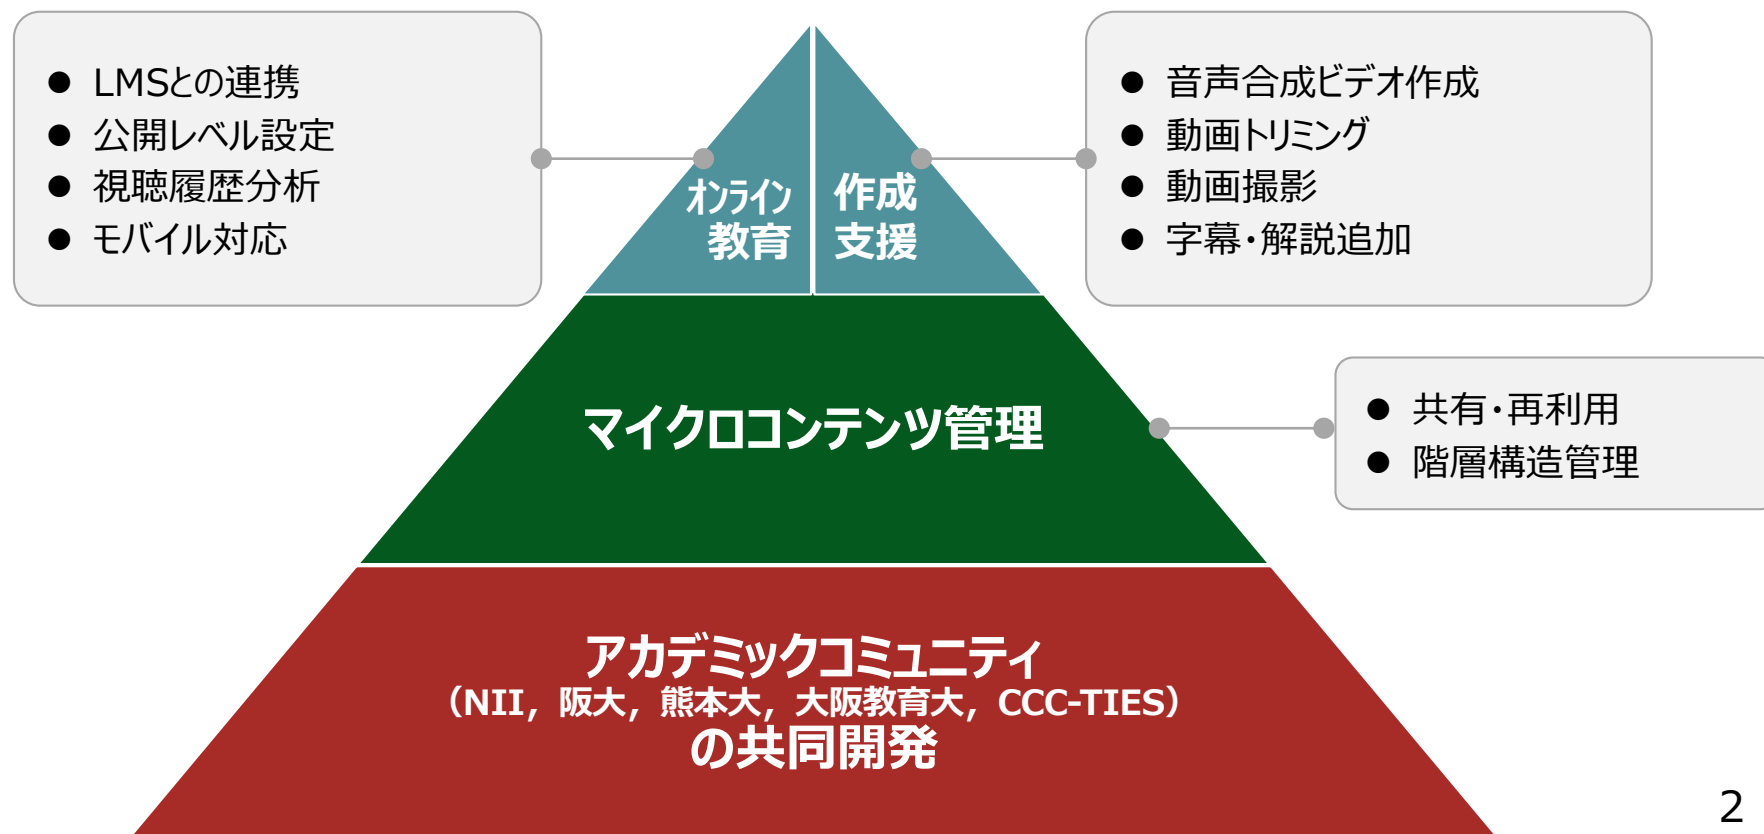 ● LMSとの連携
● 公開レベル設定
● 視聴履歴分析
● モバイル対応
● 音声合成ビデオ作成
● 動画トリミング
● 動画撮影
● 字幕・解説追加
オンライン
教育
作成
支援
マイクロコンテンツ管理
● 共有・再利用
● 階層構造管理
アカデミックコミュニティ
（NII，阪大，熊本大，大阪教育大，CCC-TIES）
の共同開発
2